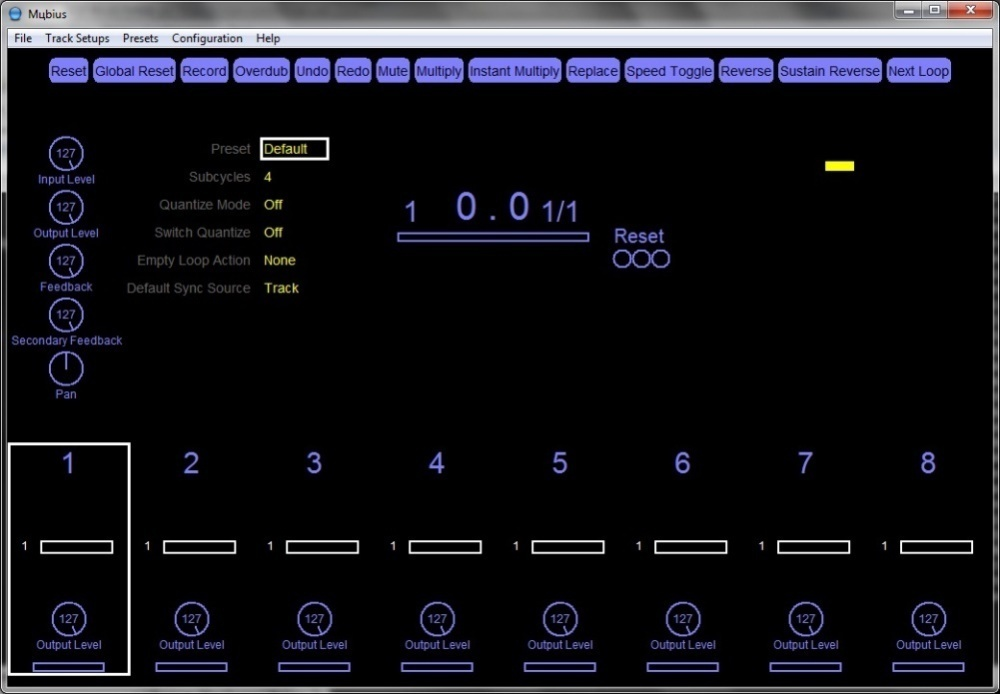 Mцbius
File Track Setups Presets Configuration Help
Reset Global Reset Record Overdub Undo Redo Mute Multiply Instant Multiply Replace Speed Toggle Reverse Sustain Reverse Next Loop
127
Input Level
127
Output Level
127
Feedback
127
Secondary Feedback
Pan
Preset Default
Subcycles 4
Quantize Mode Off
Switch Quantize Off
Empty Loop Action None
Default Sync Source Track
1 0.0 1/1
Reset
1 2 3 4 5 6 7 8
1 1 1 1 1 1 1 1
127 127 127 127 127 127 127 127
Output Level Output Level Output Level Output Level Output Level Output Level Output Level Output Level